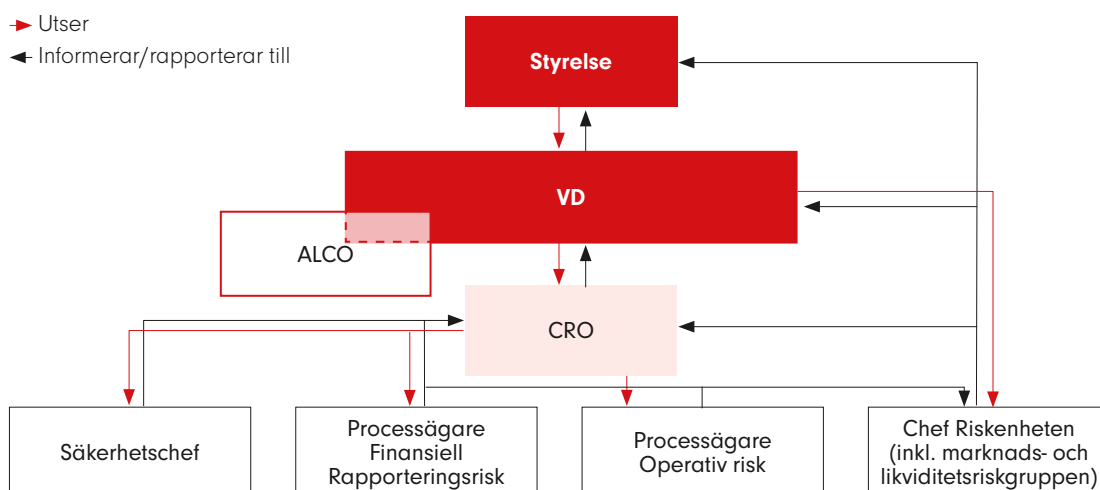 Utser
Informerar/rapporterar till
Styrelse
VD
ALCO
CRO
Säkerhetschef
Processägare
Finansiell
Rapporteringsrisk
Processägare
Operativ risk
Chef Riskenheten
(inkl. marknads- och
likviditetsriskgruppen)